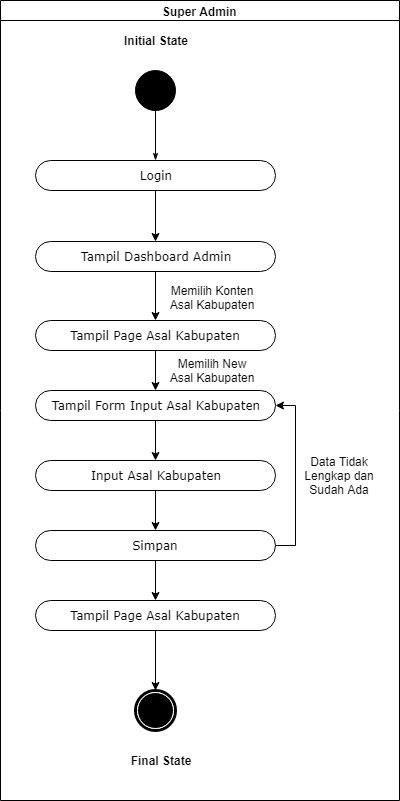 Super Admin
Initial State
Login
Tampil Dashboard Admin
Memilih Konten
Asal Kabupaten
Tampil Page Asal Kabupaten
Memilih New
Asal Kabupaten
Tampil Form Input Asal Kabupaten
Data Tidak
Lengkap dan
Sudah Ada
Input Asal Kabupaten
Simpan
Tampil Page Asal Kabupaten
Final State